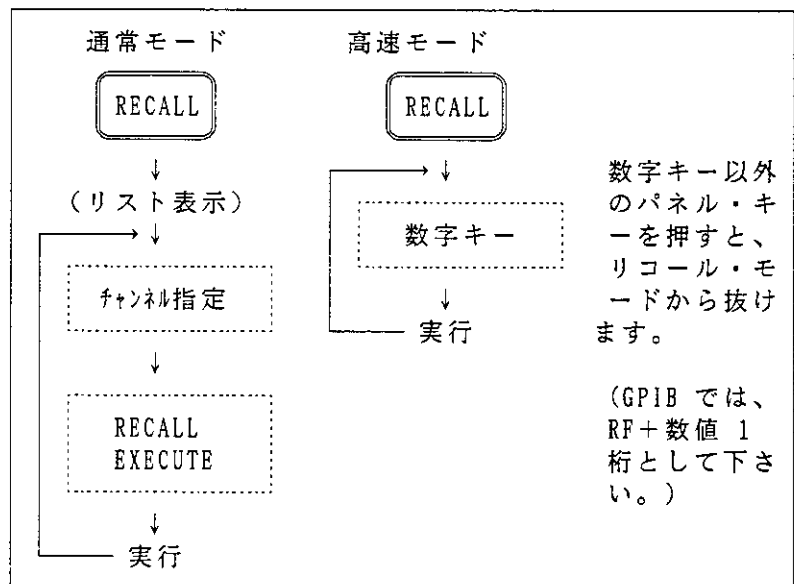 通常モード
RECALL
↓
(リスト表示)
↓
チャンネル指定
↓
RECALL
EXECUTE
↓
実行
高速モード
RECALL
↓
数字キー
↓
実行
数字キー以外
のパネル・キ
ーを押すと、
リコール・モ
ードから抜け
ます。
(GPIB では、
RF+数値 1
桁として下さ
い。)